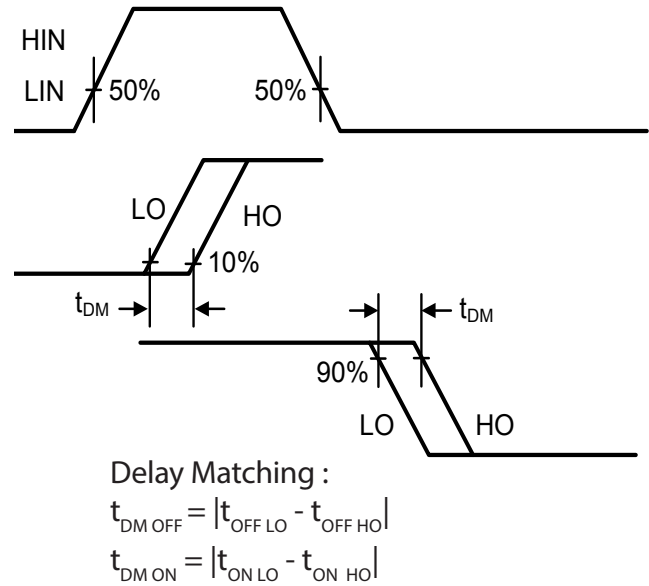 HIN
LIN 50% 50%
LO HO
10%
tDM tDM
90%
LO HO
Delay Matching :
tDM OFF = |tOFF LO - tOFF HO|
tDM ON = |tON LO - tON HO|